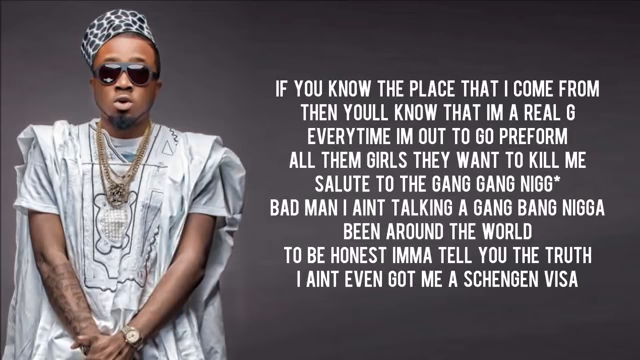 IF YOU KNOW THE PLACE THAT I COME FROM
THEN YOULL KNOW THAT IM A REAL G
EVERYTIME IM OUT TO GO PREFORM
ALL THEM GIRLS THEY WANT TO KILL ME
SALUTE TO THE GANG GANG NIGG*
BAD MAN I AINT TALKING A GANG BANG NIGGA
BEEN AROUND THE WORLD
TO BE HONEST IMMA TELL YOU THE TRUTH
I AINT EVEN GOT ME A SCHENGEN VISA